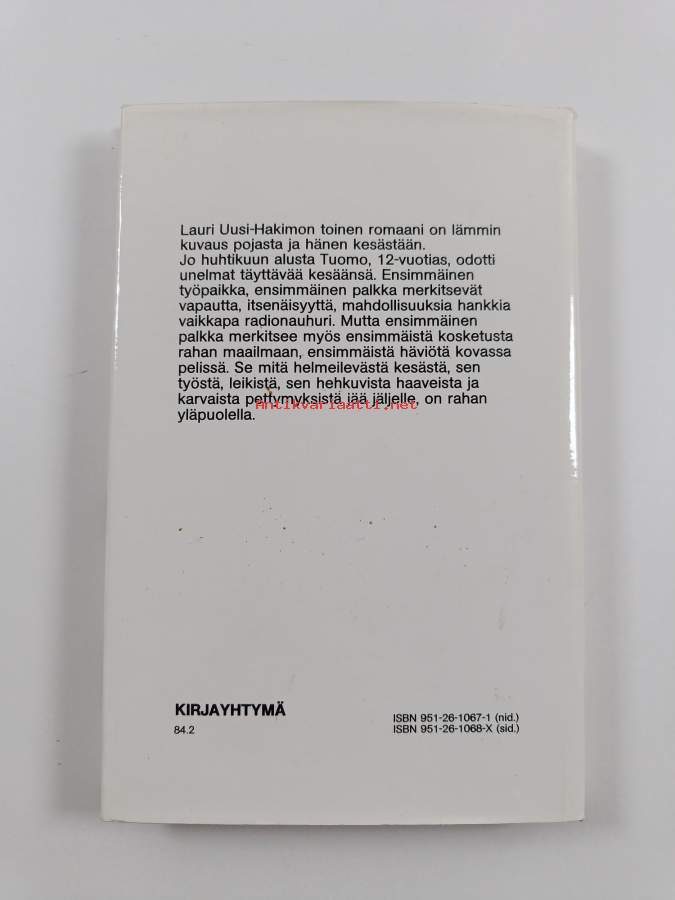 Lauri Uusi-Hakimon toinen romaani on lämmin
kuvaus pojasta ja hänen kesästään.
Jo huhtikuun alusta Tuomo, 12-vuotias, odotti
unelmat täyttävää kesäänsä. Ensimmäinen
työpaikka, ensimmäinen palkka merkitsevät
vapautta, itsenäisyyttä, mahdollisuuksia hankkia
vaikkapa radionauhuri. Mutta ensimmäinen
palkka merkitsee myös ensimmäistä kosketusta
rahan maailmaan, ensimmäistä häviötä kovassa
pelissä. Se mitä helmeilevästä kesästä, sen
työstä, leikistä, sen hehkuvista haaveista ja
karvaista pettymyksistä jää jäljelle, on rahan
Antikvariaatti.net
yläpuolella.
KIRJAYHTYMÄ
84.2
ISBN 951-26-1067-1 (nid.)
ISBN 951-26-1068-X (sid.)